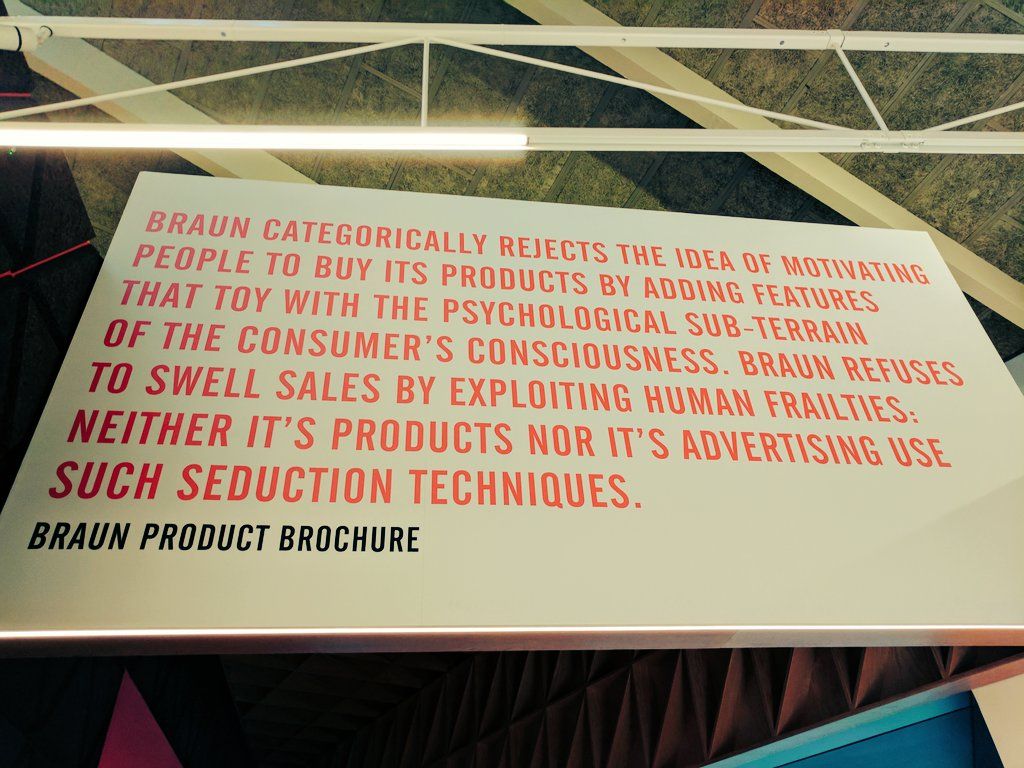 BRAUN CATEGORICALLY REJECTS THE IDEA OF MOTIVATING
PEOPLE TO BUY ITS PRODUCTS BY ADDING FEATURES
THAT TOY WITH THE PSYCHOLOGICAL SUB-TERRAIN
OF THE CONSUMER'S CONSCIOUSNESS. BRAUN REFUSES
TO SWELL SALES BY EXPLOITING HUMAN FRAILTIES:
NEITHER IT'S PRODUCTS NOR IT'S ADVERTISING USE
SUCH SEDUCTION TECHNIQUES.
BRAUN PRODUCT BROCHURE